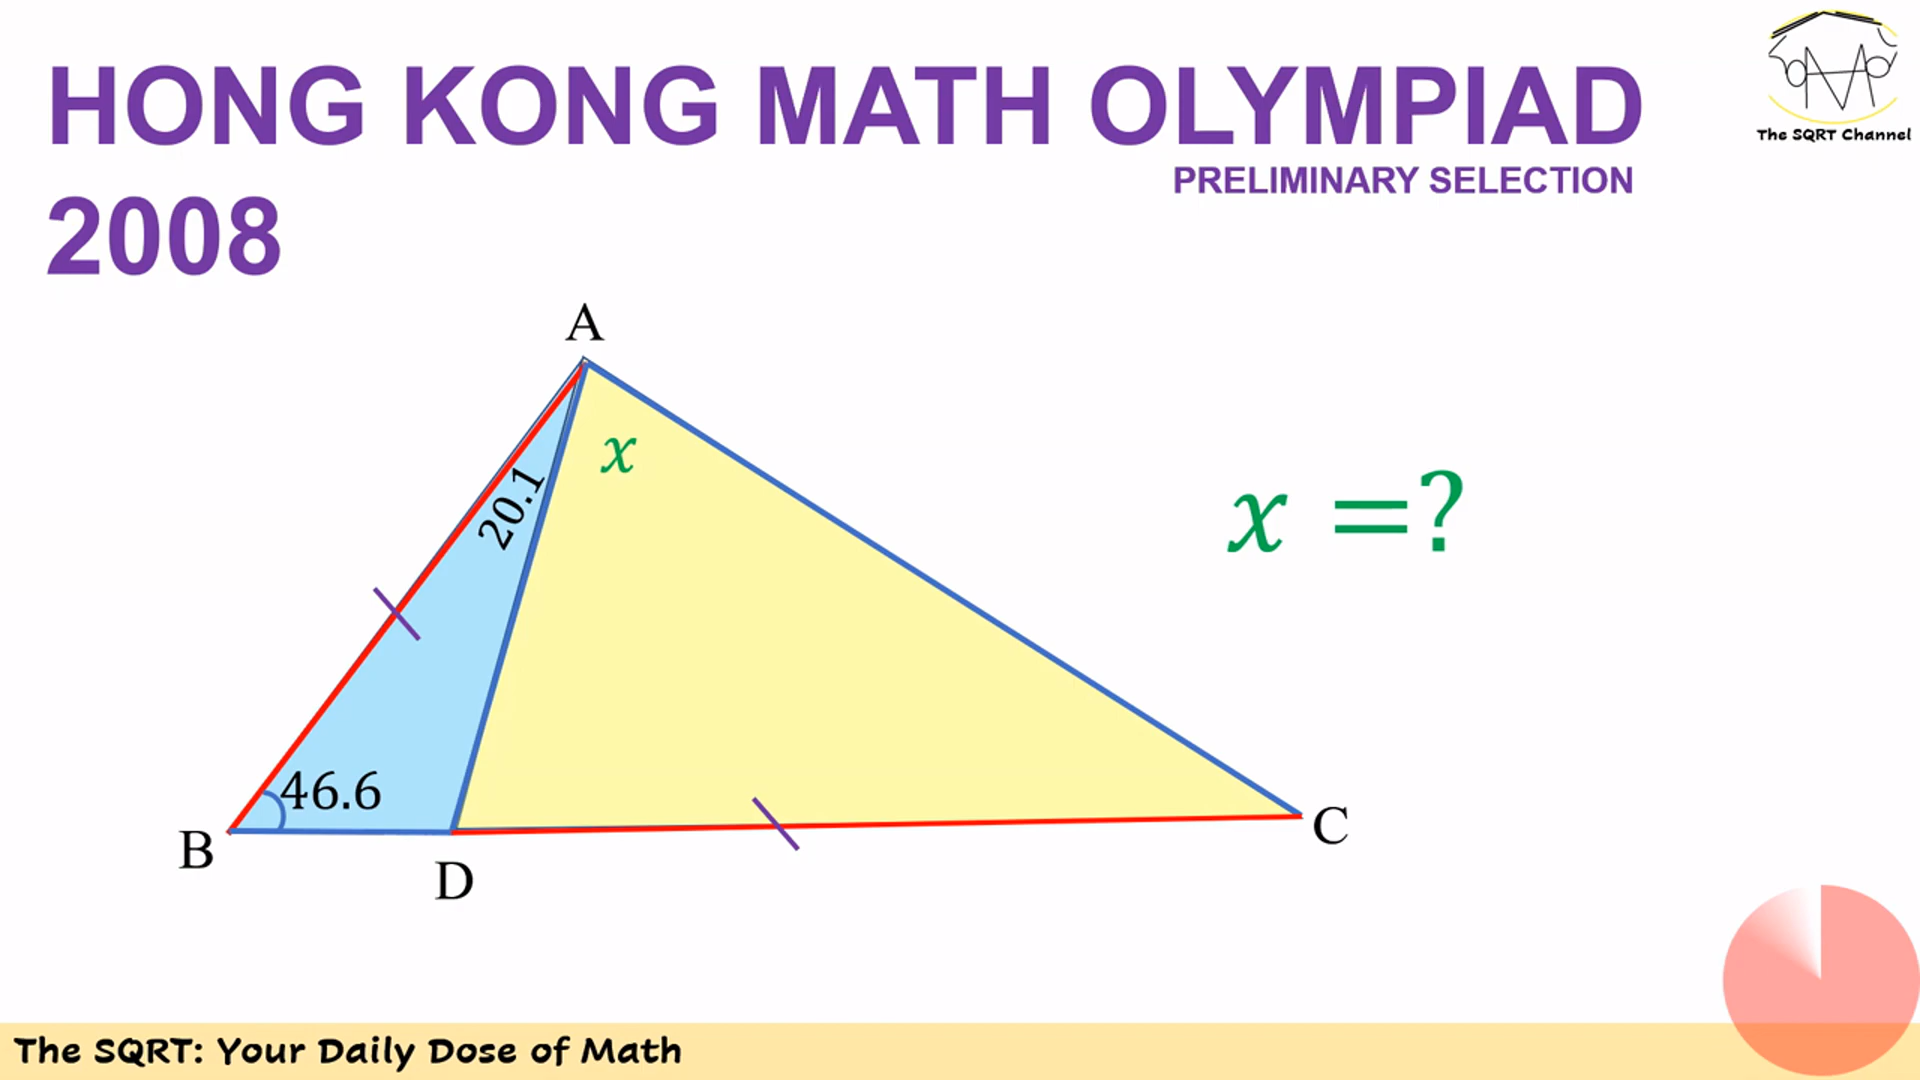 HONG KONG MATH OLYMPIAD
PRELIMINARY SELECTION
2008
The SQRT Channel
A
x
20.1
x =?
46.6
B
D
C
The SQRT: Your Daily Dose of Math